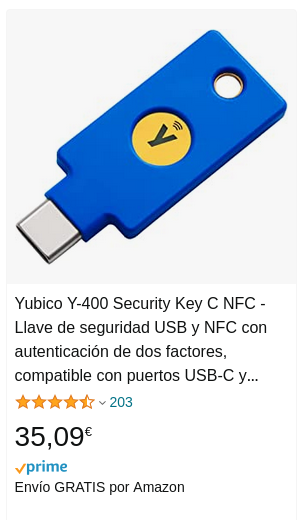 y
Yubico Y-400 Security Key C NFC -
Llave de seguridad USB y NFC con
autenticación de dos factores,
compatible con puertos USB-C y...
203
35,09€
prime
Envío GRATIS por Amazon